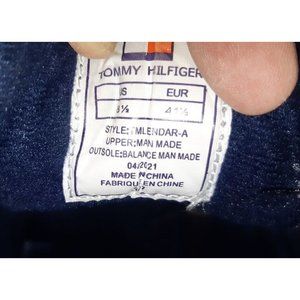 TOMMY HILFIGER
US EUR
STYLE:TMLENDAR-A
UPPER:MAN MADE
OUTSOLE:BALANCE MAN MADE
04/2021
MADE IN CHINA
FABRIQUÉ EN CHINE